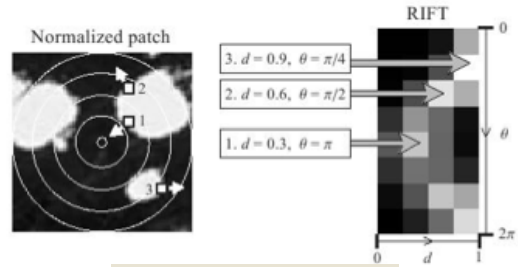 Normalized patch
1
2
3
3. d = 0.9, θ = π/4
2. d = 0.6, θ = π/2
1. d = 0.3, θ = π
RIFT
0
θ
2π
0
d
1